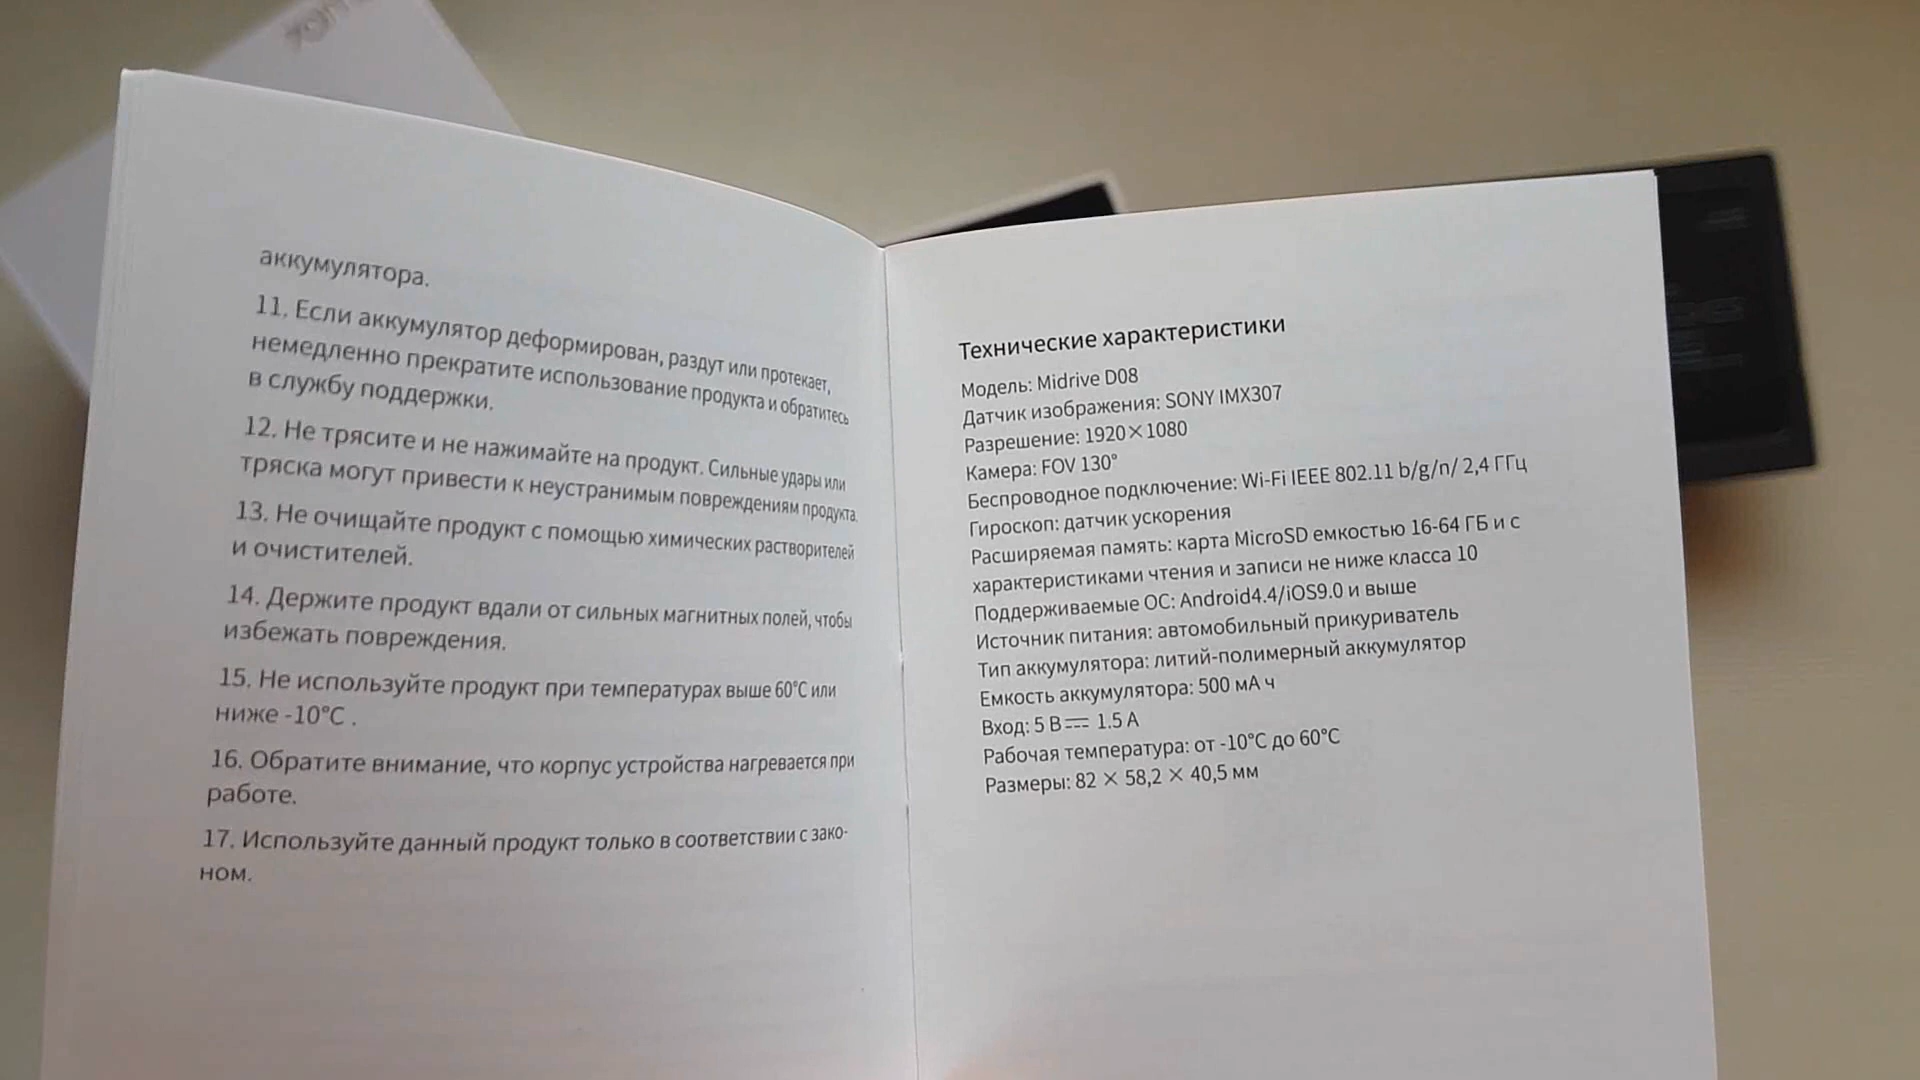 аккумулятора.
11. Если аккумулятор деформирован, раздут или протекает,
немедленно прекратите использование продукта и обратитесь
в службу поддержки.
12. Не трясите и не нажимайте на продукт. Сильные удары или
тряска могут привести к неустранимым повреждениям продукта.
13. Не очищайте продукт с помощью химических растворителей
и очистителей.
14. Держите продукт вдали от сильных магнитных полей, чтобы
избежать повреждения.
15. Не используйте продукт при температурах выше 60°C или
ниже -10°C .
16. Обратите внимание, что корпус устройства нагревается при
работе.
17. Используйте данный продукт только в соответствии с зако-
ном.
Технические характеристики
Модель: Midrive D08
Датчик изображения: SONY IMX307
Разрешение: 1920×1080
Камера: FOV 130°
Беспроводное подключение: Wi-Fi IEEE 802.11 b/g/n/ 2,4 ГГц
Гироскоп: датчик ускорения
Расширяемая память: карта MicroSD емкостью 16-64 ГБ и с
характеристиками чтения и записи не ниже класса 10
Поддерживаемые ОС: Android4.4/iOS9.0 и выше
Источник питания: автомобильный прикуриватель
Тип аккумулятора: литий-полимерный аккумулятор
Емкость аккумулятора: 500 мА ч
Вход: 5 В⎓ 1.5 А
Рабочая температура: от -10°C до 60°C
Размеры: 82 × 58,2 × 40,5 мм